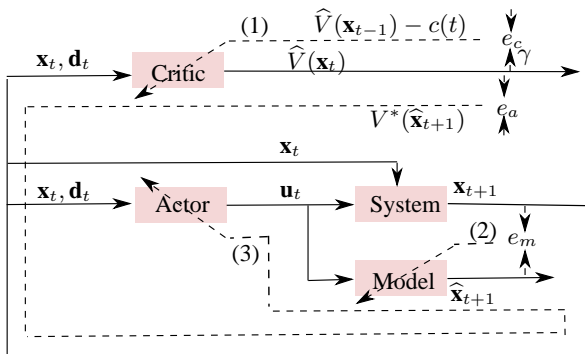 (1) V̂(x_{t−1}) − c(t) e_c
x_t, d_t Critic V̂(x_t) γ
V*(x̂_{t+1}) e_a
x_t
x_t, d_t Actor u_t System x_{t+1}
(3) (2) e_m
Model
x̂_{t+1}